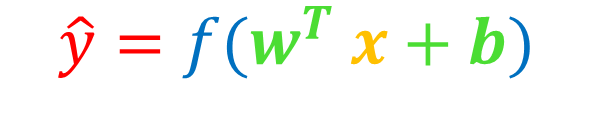 ŷ = f(wᵀ x + b)